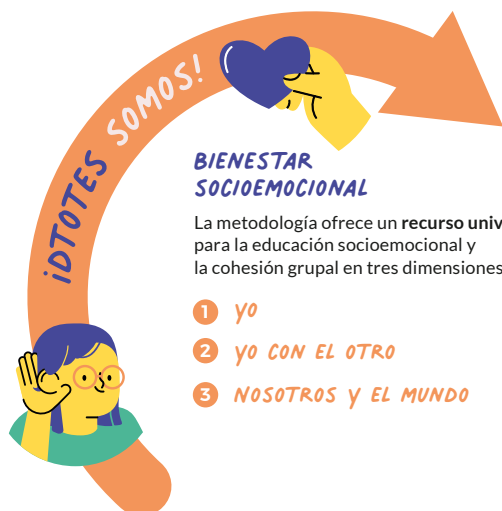 ¡DTOTES SOMOS!
BIENESTAR
SOCIOEMOCIONAL
La metodología ofrece un recurso
para la educación socioemocional y
la cohesión grupal en tres dimensiones
1 YO
2 YO CON EL OTRO
3 NOSOTROS Y EL MUNDO